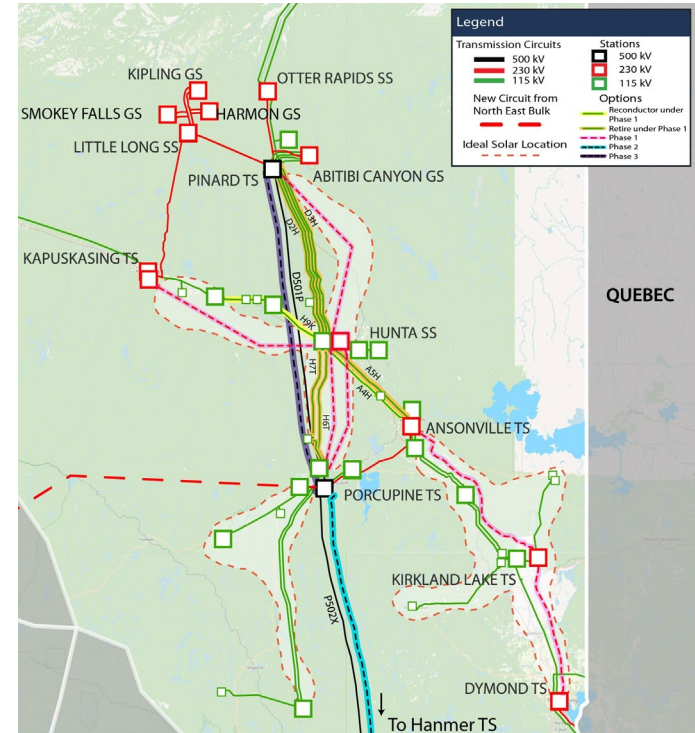 Legend
Transmission Circuits
500 kV
230 kV
115 kV
New Circuit from
North East Bulk
Ideal Solar Location
Stations
500 kV
230 kV
115 kV
Options
Reconductor under
Phase 1
Retire under Phase 1
Phase 1
Phase 2
Phase 3
KIPLING GS
OTTER RAPIDS SS
SMOKEY FALLS GS
HARMON GS
LITTLE LONG SS
PINARD TS
ABITIBI CANYON GS
D3H
D2H
KAPUSKASING TS
D501P
QUEBEC
H9K
HUNTA SS
H7T
A5H
A4H
H6T
ANSONVILLE TS
PORCUPINE TS
KIRKLAND LAKE TS
P502X
DYMOND TS
To Hanmer TS